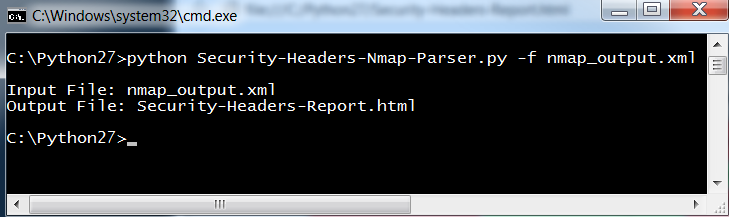 C:\Windows\system32\cmd.exe
C:\Python27>python Security-Headers-Nmap-Parser.py -f nmap_output.xml
Input File: nmap_output.xml
Output File: Security-Headers-Report.html
C:\Python27>_